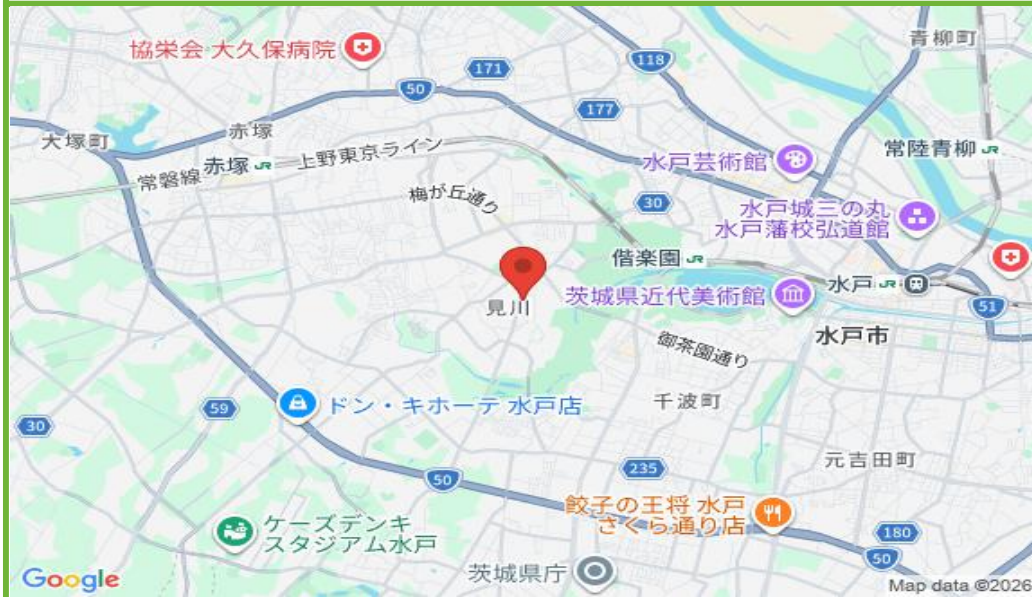 青柳町
協栄会 大久保病院
118
171
50
177
大塚町
赤塚
赤塚 JR
上野東京ライン
常磐線
水戸芸術館
常陸青柳 JR
梅が丘通り
30
水戸城三の丸
水戸藩校弘道館
偕楽園 JR
見川
茨城県近代美術館
水戸 JR
51
水戸市
御茶園通り
59
ドン・キホーテ 水戸店
千波町
30
50
235
元吉田町
餃子の王将 水戸
さくら通り店
ケーズデンキ
スタジアム水戸
180
50
茨城県庁
Google
Map data ©2026